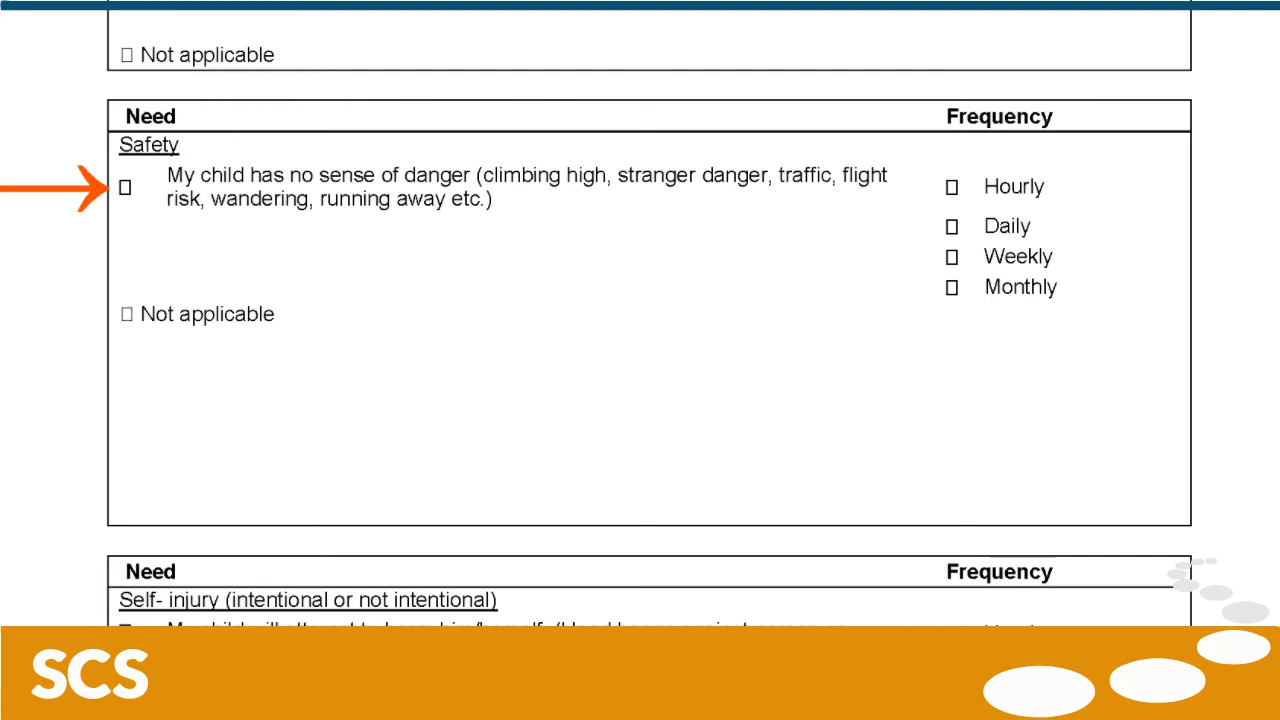 ☐ Not applicable
Need Frequency
Safety
☐ My child has no sense of danger (climbing high, stranger danger, traffic, flight
risk, wandering, running away etc.)
☐ Hourly
☐ Daily
☐ Weekly
☐ Monthly
☐ Not applicable
Need Frequency
Self- injury (intentional or not intentional)
SCS